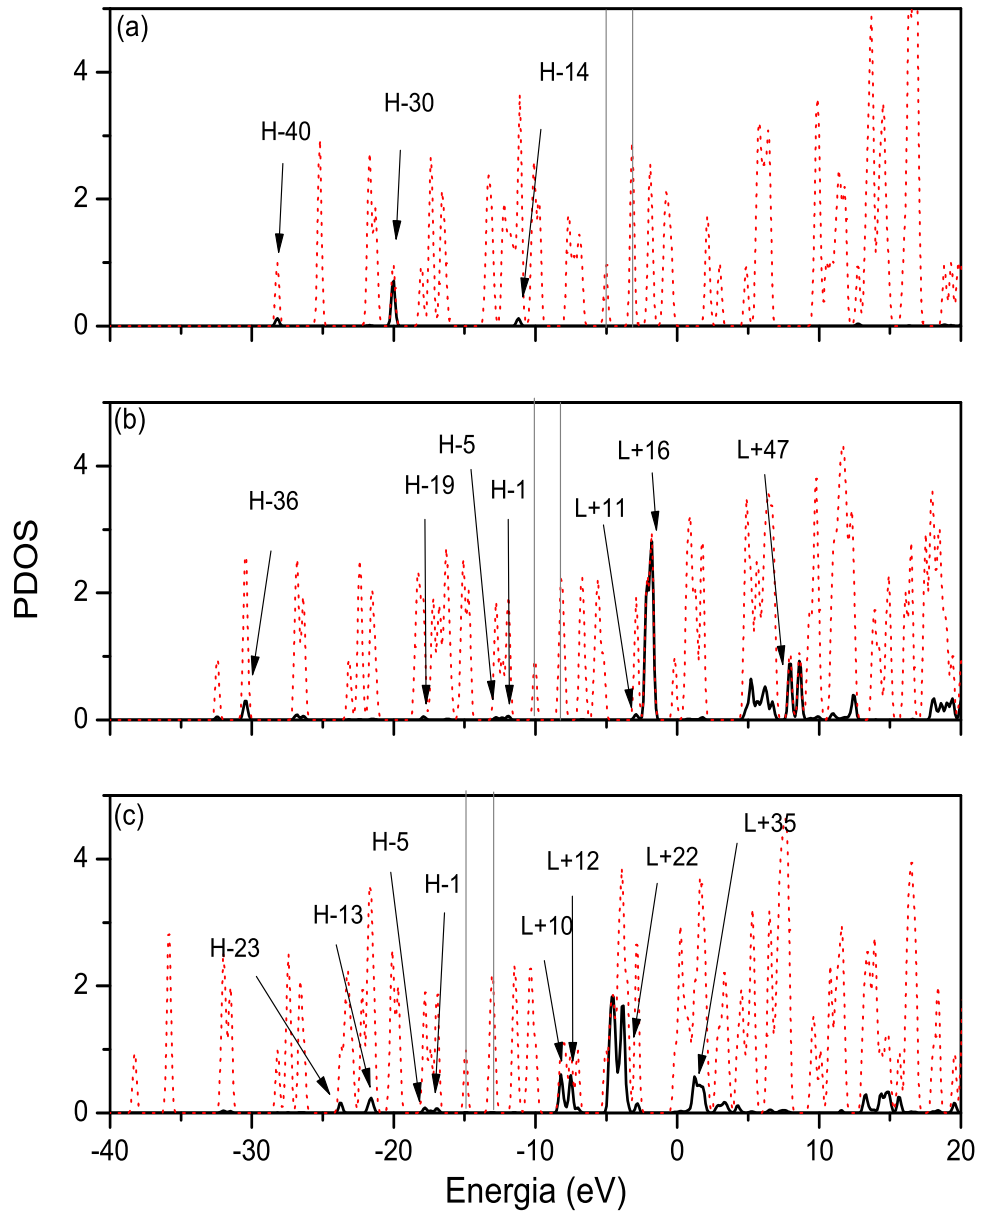 (a)
H-14
H-30
H-40
4
2
0
(b)
H-5
L+16
L+47
H-19
H-1
H-36
L+11
4
2
0
PDOS
(c)
L+35
H-5
L+12
L+22
H-1
H-13
L+10
H-23
4
2
0
-40 -30 -20 -10 0 10 20
Energia (eV)